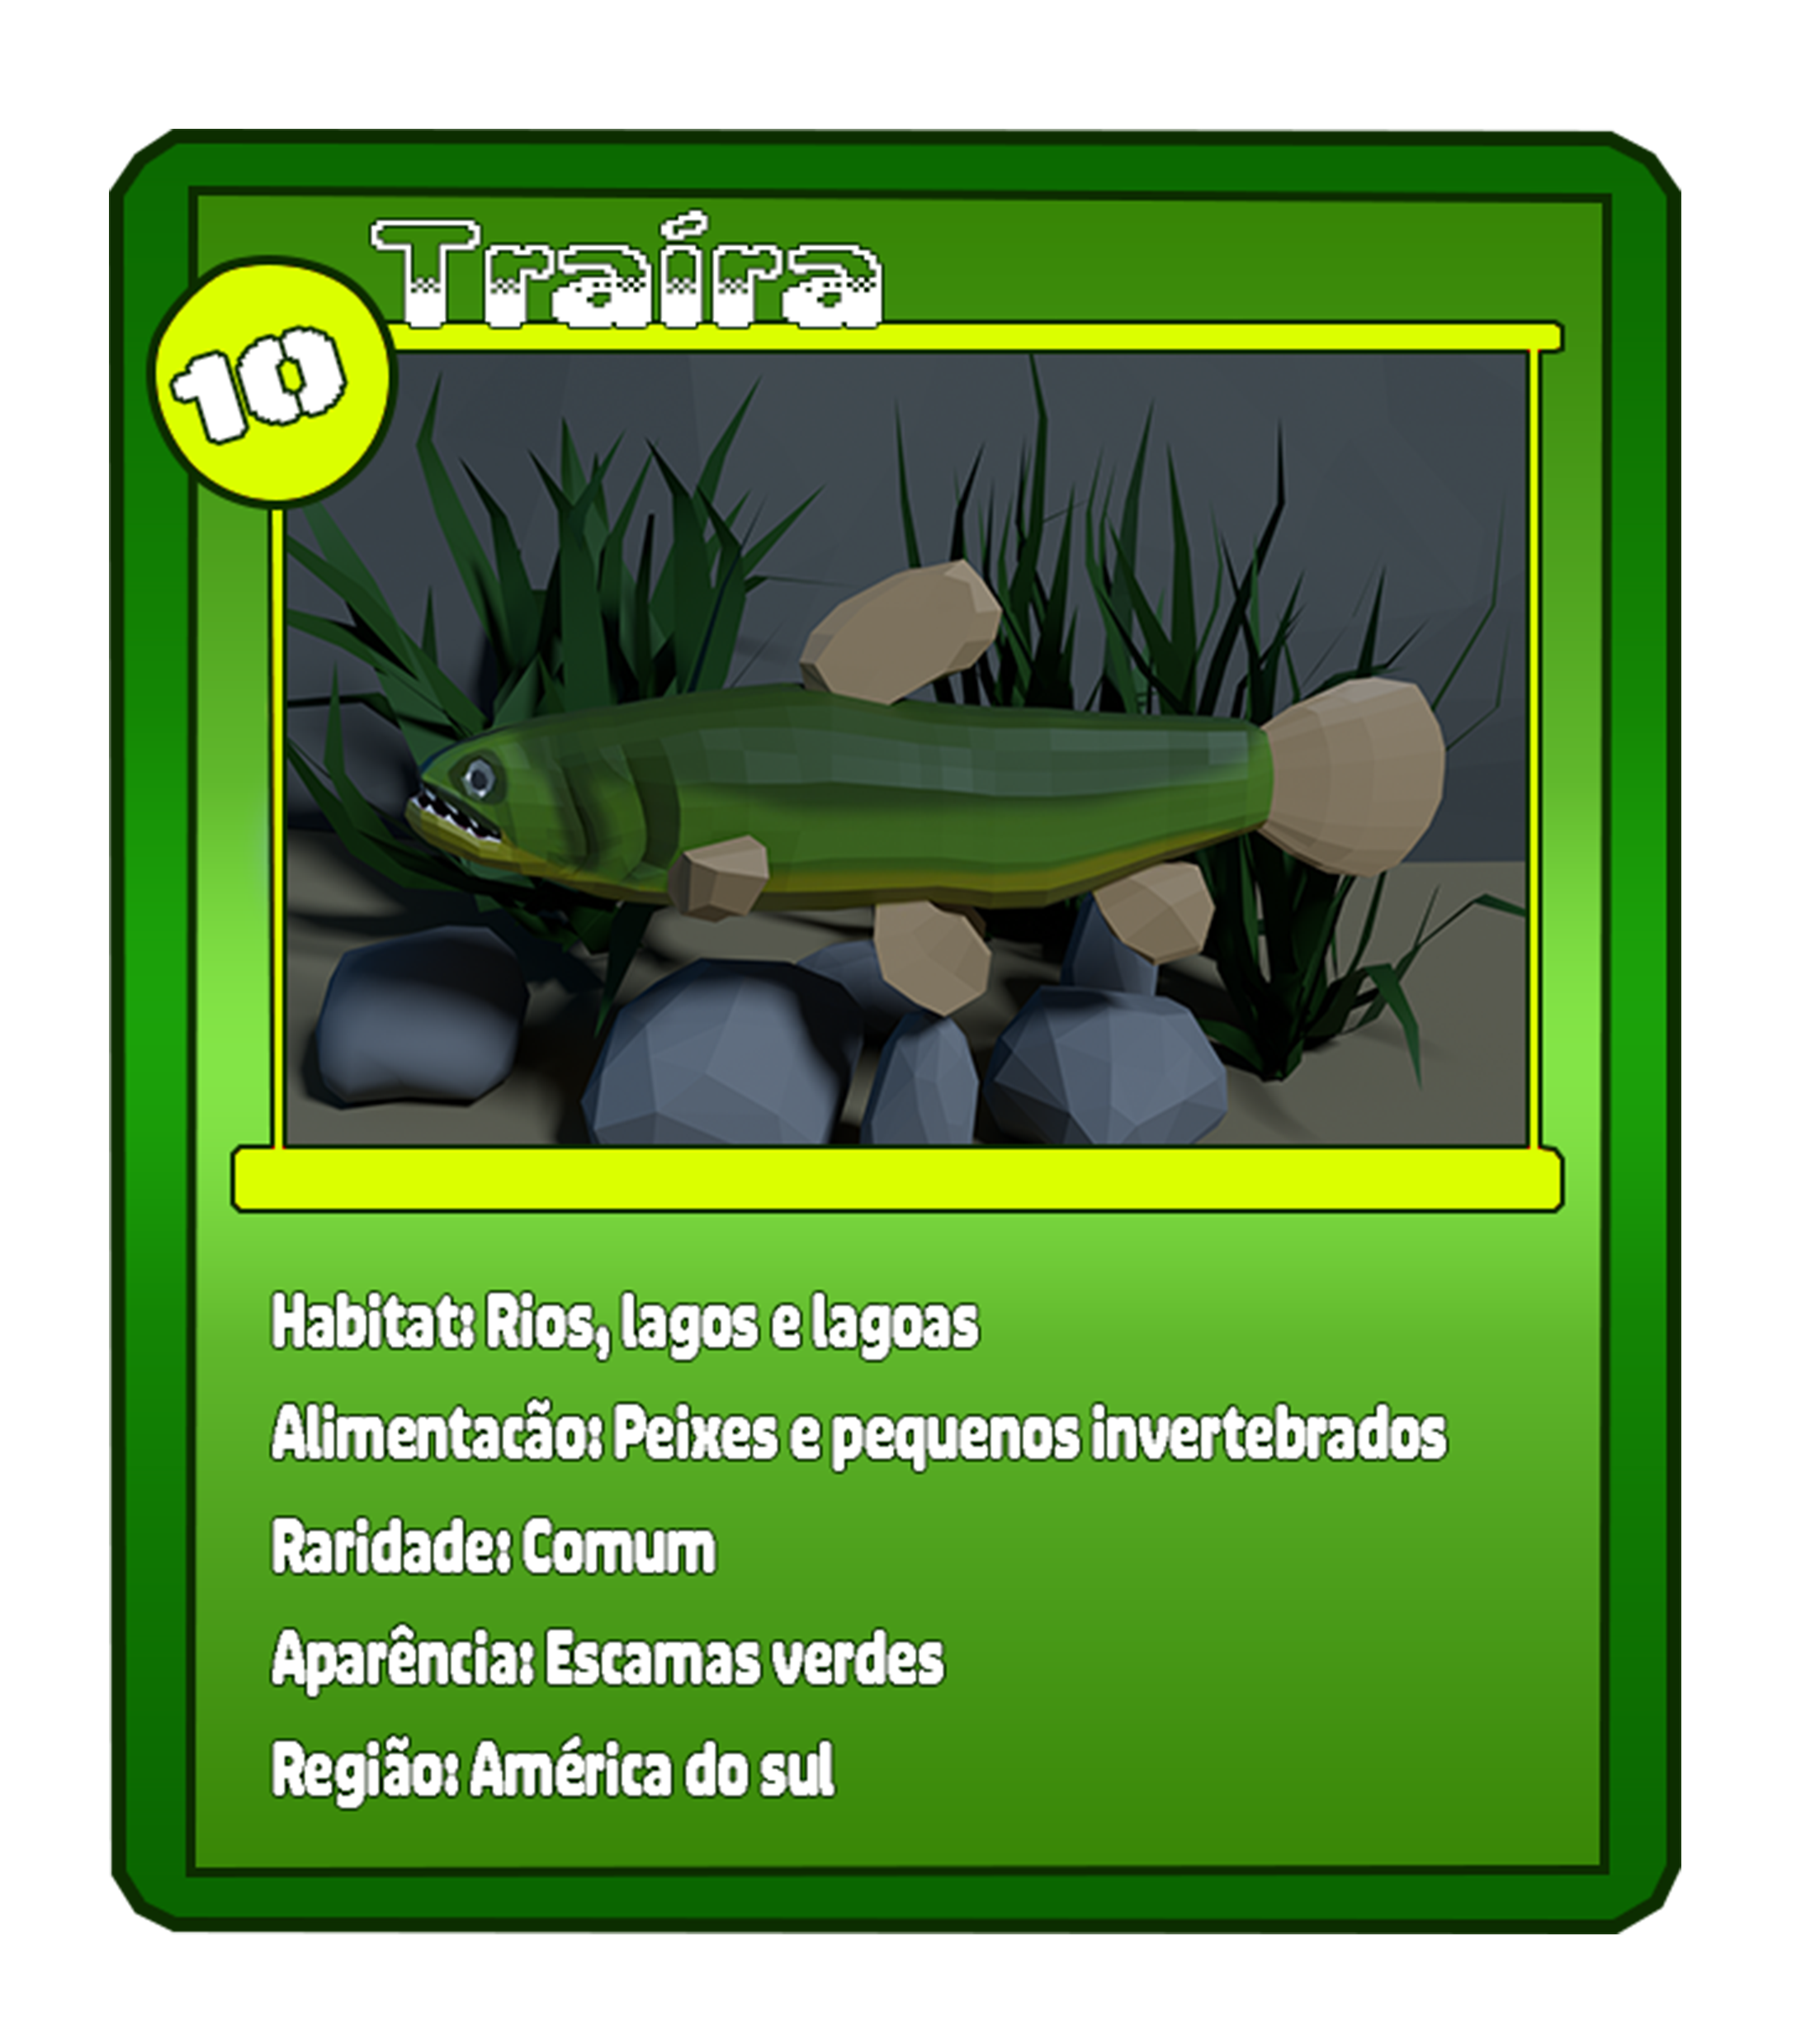 Traíra
10
Habitat: Rios, lagos e lagoas
Alimentacão: Peixes e pequenos invertebrados
Raridade: Comum
Aparência: Escamas verdes
Região: América do sul